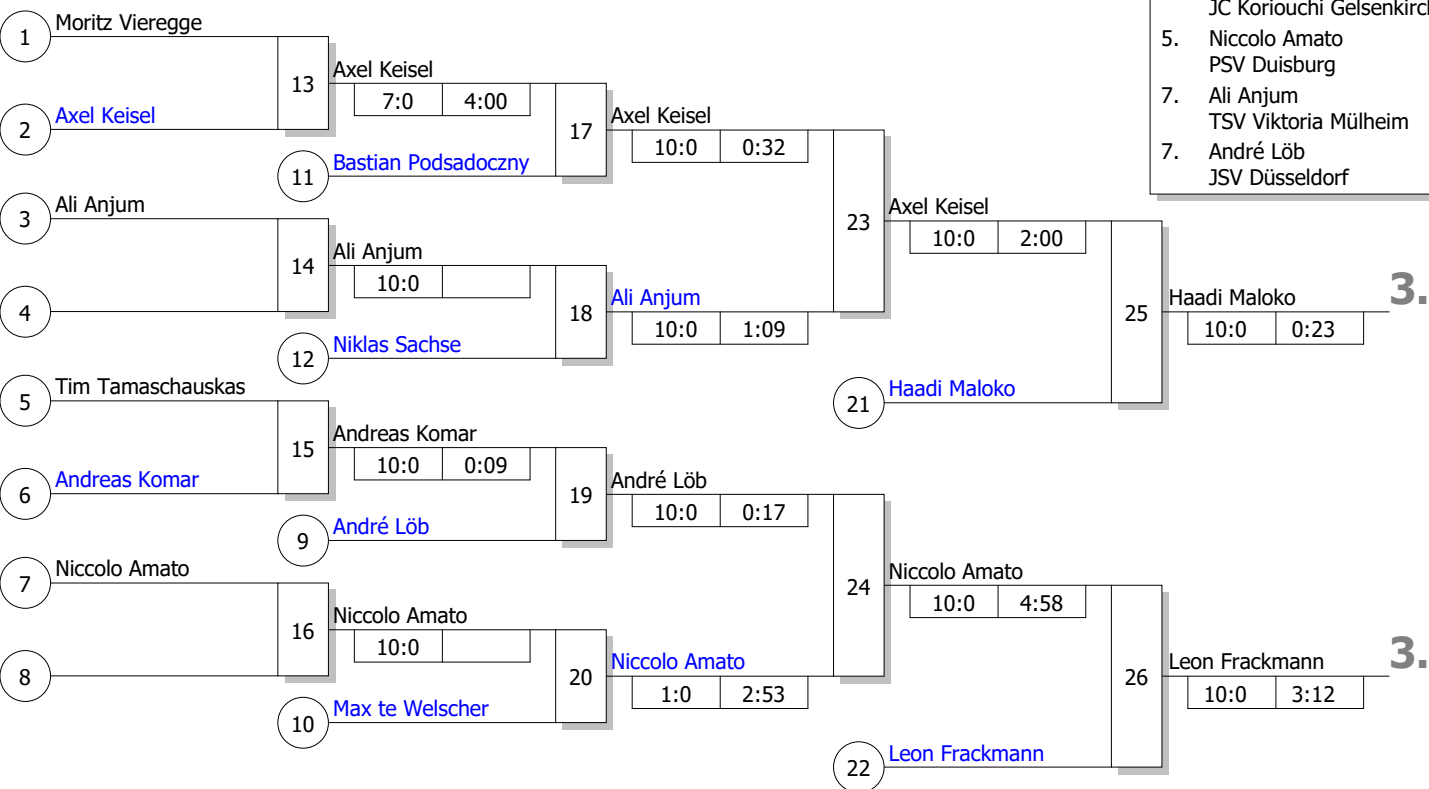 JC Koriouchi Gelsenkirch
5. Niccolo Amato
PSV Duisburg
7. Ali Anjum
TSV Viktoria Mülheim
7. André Löb
JSV Düsseldorf
1 Moritz Vieregge
13 Axel Keisel
7:0 4:00
2 Axel Keisel
17 Axel Keisel
10:0 0:32
11 Bastian Podsadoczny
3 Ali Anjum
23 Axel Keisel
10:0 2:00
14 Ali Anjum
10:0
4
18 Ali Anjum
10:0 1:09
12 Niklas Sachse
25 Haadi Maloko 3.
10:0 0:23
21 Haadi Maloko
5 Tim Tamaschauskas
15 Andreas Komar
10:0 0:09
6 Andreas Komar
19 André Löb
10:0 0:17
9 André Löb
7 Niccolo Amato
24 Niccolo Amato
10:0 4:58
16 Niccolo Amato
10:0
8
20 Niccolo Amato
1:0 2:53
10 Max te Welscher
26 Leon Frackmann 3.
10:0 3:12
22 Leon Frackmann